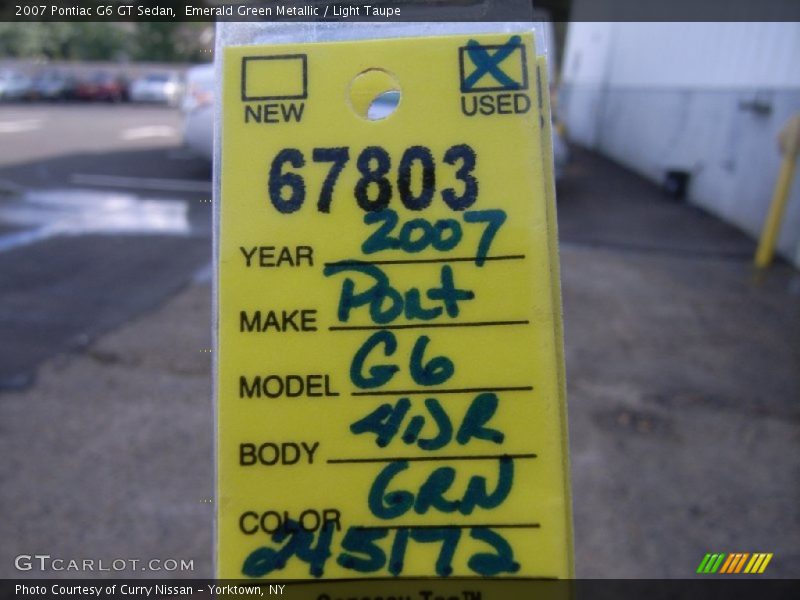 2007 Pontiac G6 GT Sedan, Emerald Green Metallic / Light Taupe
NEW
X
USED
67803
YEAR 2007
MAKE Pont
MODEL G6
BODY 4DR
COLOR GRN
245172
GTCARLOT.COM
Photo Courtesy of Curry Nissan - Yorktown, NY